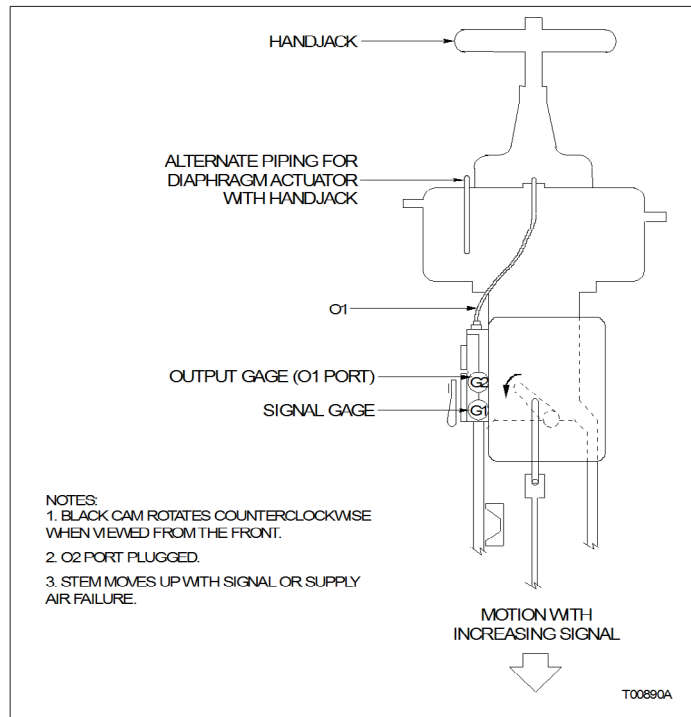 HANDJACK
ALTERNATE PIPING FOR
DIAPHRAGM ACTUATOR
WITH HANDJACK
O1
OUTPUT GAGE (O1 PORT)
G2
SIGNAL GAGE
G1
NOTES:
1. BLACK CAM ROTATES COUNTERCLOCKWISE
WHEN VIEWED FROM THE FRONT.
2. O2 PORT PLUGGED.
3. STEM MOVES UP WITH SIGNAL OR SUPPLY
AIR FAILURE.
MOTION WITH
INCREASING SIGNAL
T00890A